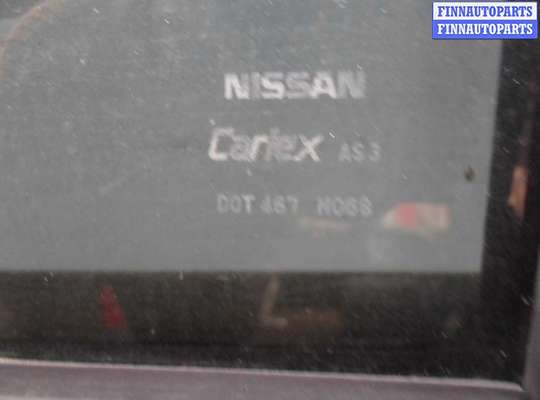 FINNAUTOPARTS
FINNAUTOPARTS
NISSAN
Carlex AS3
DOT 467 M068